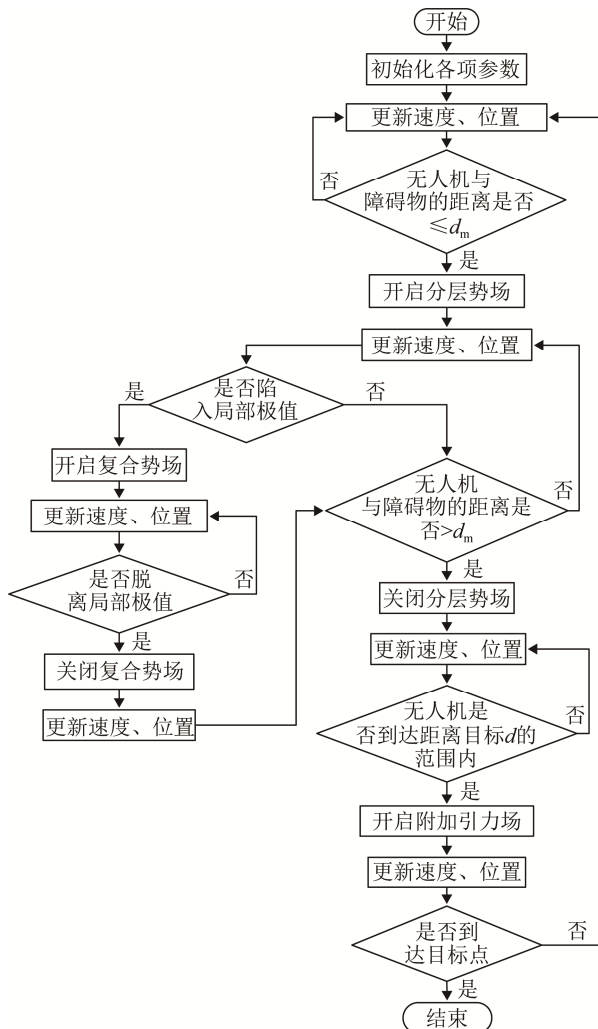 开始
初始化各项参数
更新速度、位置
否
无人机与
障碍物的距离是否
≤dm
是
开启分层势场
更新速度、位置
是
是否陷
入局部极值
否
开启复合势场
无人机
与障碍物的距离是
否>dm
否
更新速度、位置
是否脱
离局部极值
否
是
关闭分层势场
是
关闭复合势场
更新速度、位置
更新速度、位置
无人机是
否到达距离目标d的
范围内
否
是
开启附加引力场
更新速度、位置
是否到
达目标点
否
是
结束